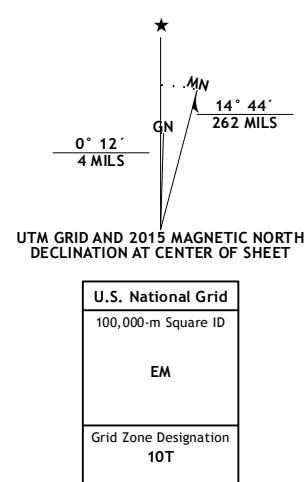 ★
MN
GN
14° 44´
262 MILS
0° 12´
4 MILS
UTM GRID AND 2015 MAGNETIC NORTH
DECLINATION AT CENTER OF SHEET
U.S. National Grid
100,000-m Square ID
EM
Grid Zone Designation
10T